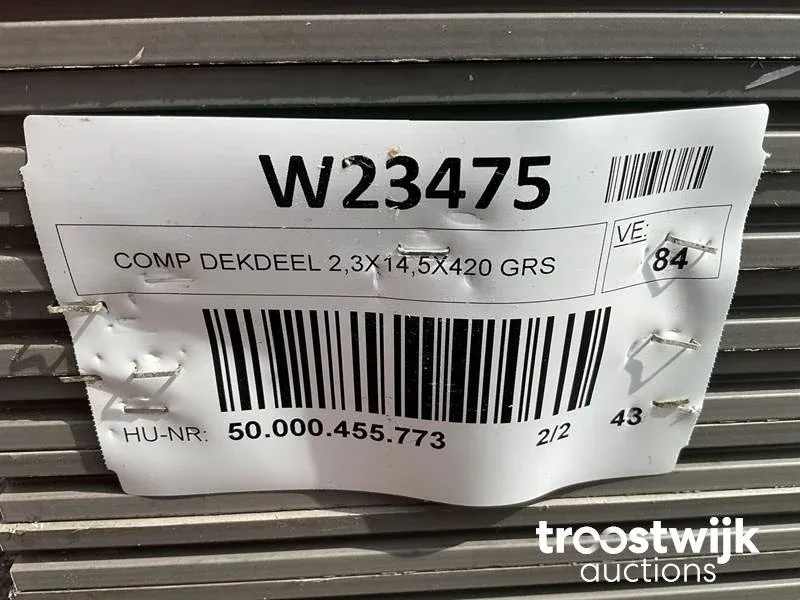 W23475
COMP DEKDEEL 2,3X14,5X420 GRS
VE:
84
HU-NR: 50.000.455.773 2/2 43
troostwijk
auctions